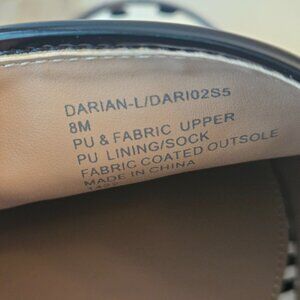 DARIAN-L/DARI02S5
8M
PU & FABRIC UPPER
PU LINING/SOCK
FABRIC COATED OUTSOLE
MADE IN CHINA